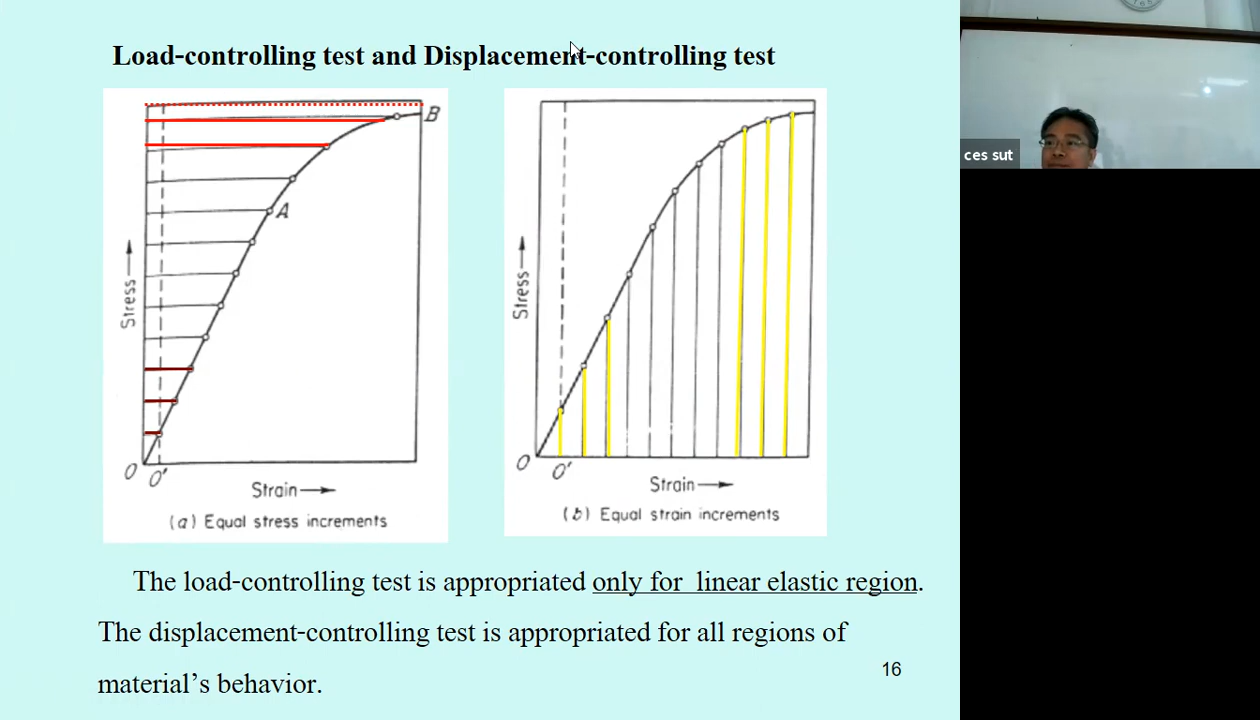 Load-controlling test and Displacement-controlling test
B
A
Stress
O
O'
Strain
(a) Equal stress increments
Stress
O
O'
Strain
(b) Equal strain increments
ces sut
The load-controlling test is appropriated only for linear elastic region.
The displacement-controlling test is appropriated for all regions of
material's behavior.
16